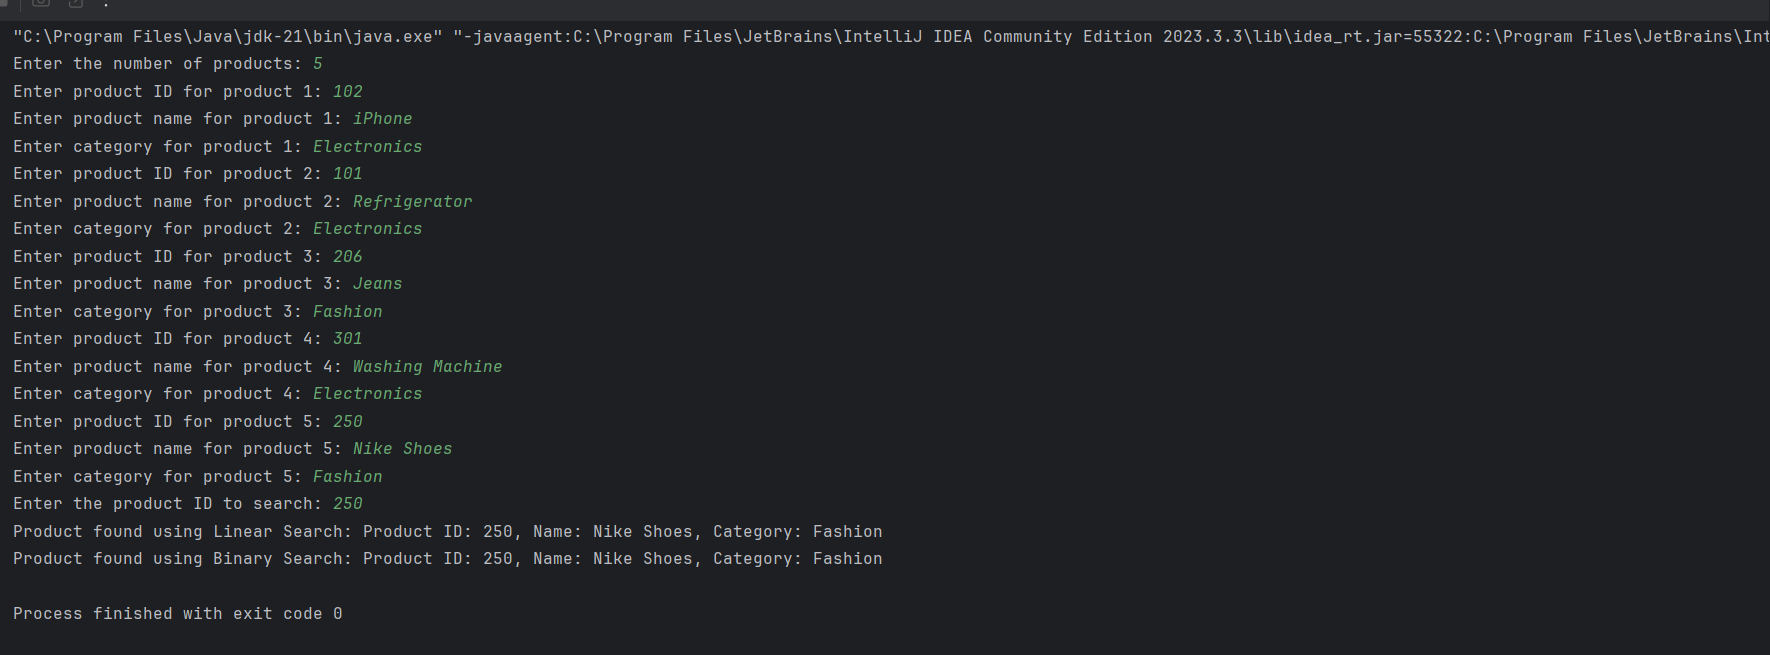 "C:\Program Files\Java\jdk-21\bin\java.exe" "-javaagent:C:\Program Files\JetBrains\IntelliJ IDEA Community Edition 2023.3.3\lib\idea_rt.jar=55322:C:\Program Files\JetBrains\Int
Enter the number of products: 5
Enter product ID for product 1: 102
Enter product name for product 1: iPhone
Enter category for product 1: Electronics
Enter product ID for product 2: 101
Enter product name for product 2: Refrigerator
Enter category for product 2: Electronics
Enter product ID for product 3: 206
Enter product name for product 3: Jeans
Enter category for product 3: Fashion
Enter product ID for product 4: 301
Enter product name for product 4: Washing Machine
Enter category for product 4: Electronics
Enter product ID for product 5: 250
Enter product name for product 5: Nike Shoes
Enter category for product 5: Fashion
Enter the product ID to search: 250
Product found using Linear Search: Product ID: 250, Name: Nike Shoes, Category: Fashion
Product found using Binary Search: Product ID: 250, Name: Nike Shoes, Category: Fashion
Process finished with exit code 0